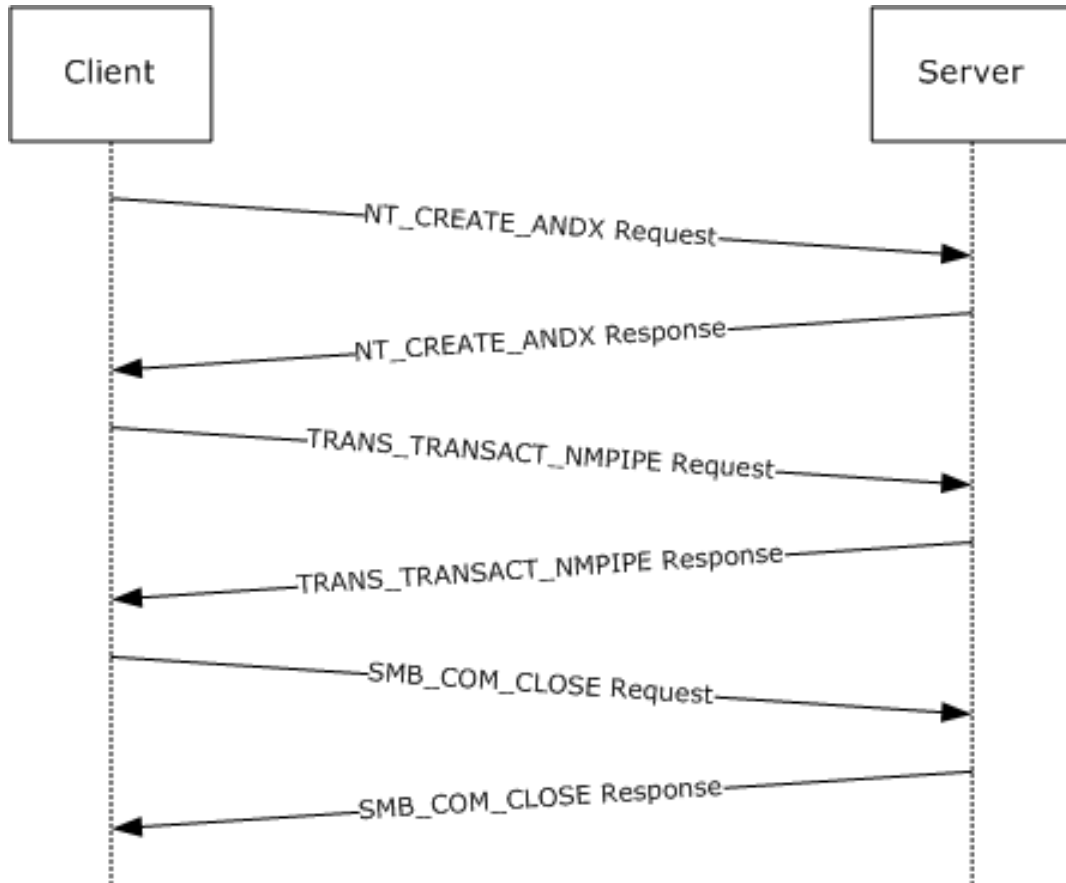 Client
Server
NT_CREATE_ANDX Request
NT_CREATE_ANDX Response
TRANS_TRANSACT_NMPIPE Request
TRANS_TRANSACT_NMPIPE Response
SMB_COM_CLOSE Request
SMB_COM_CLOSE Response